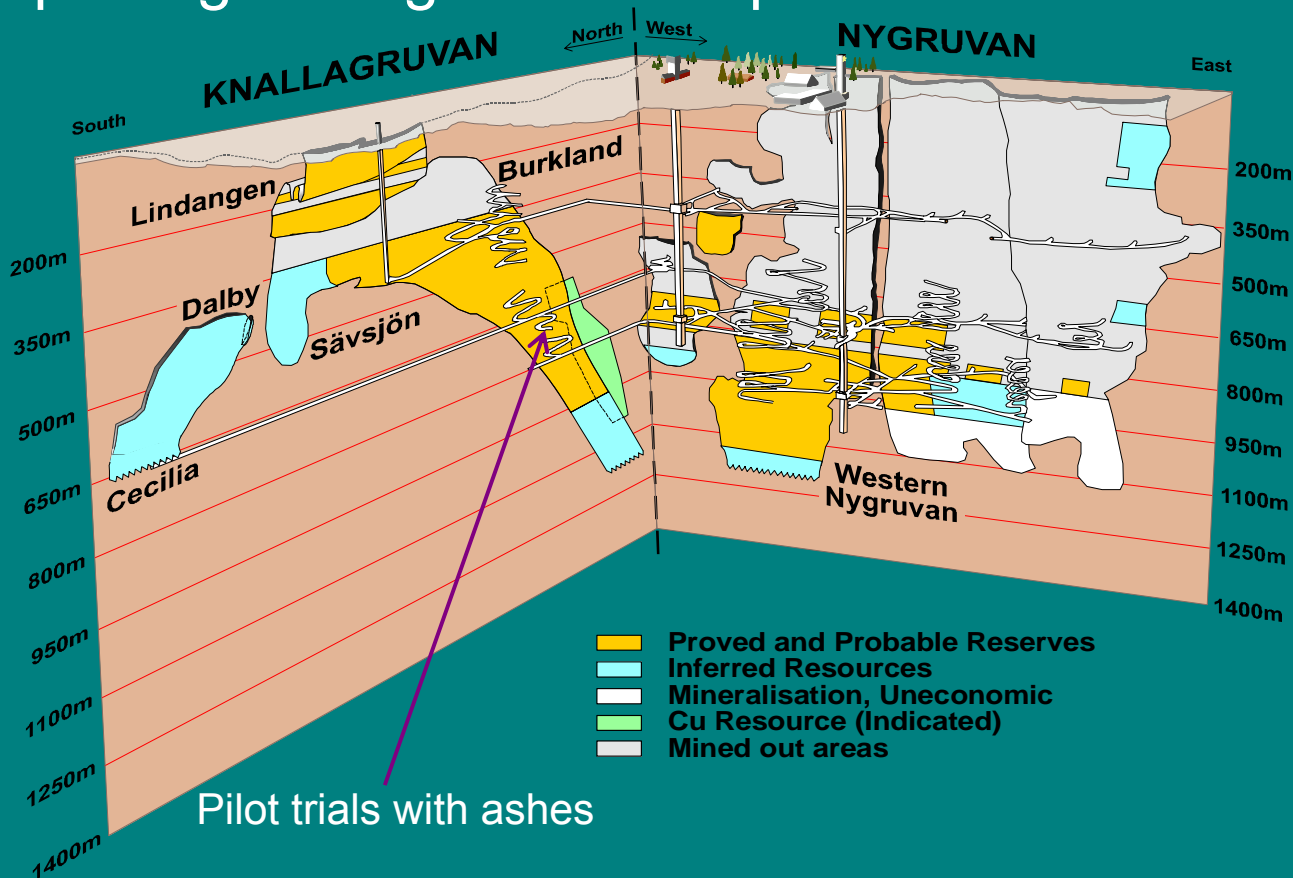 North
West
KNALLAGRUVAN
NYGRUVAN
East
South
Burkland
Lindangen
200m
200m
350m
Dalby
500m
Sävsjön
350m
650m
800m
500m
950m
Cecilia
650m
Western
Nygruvan
1100m
800m
1250m
950m
1400m
1100m
1250m
1400m
Proved and Probable Reserves
Inferred Resources
Mineralisation, Uneconomic
Cu Resource (Indicated)
Mined out areas
Pilot trials with ashes